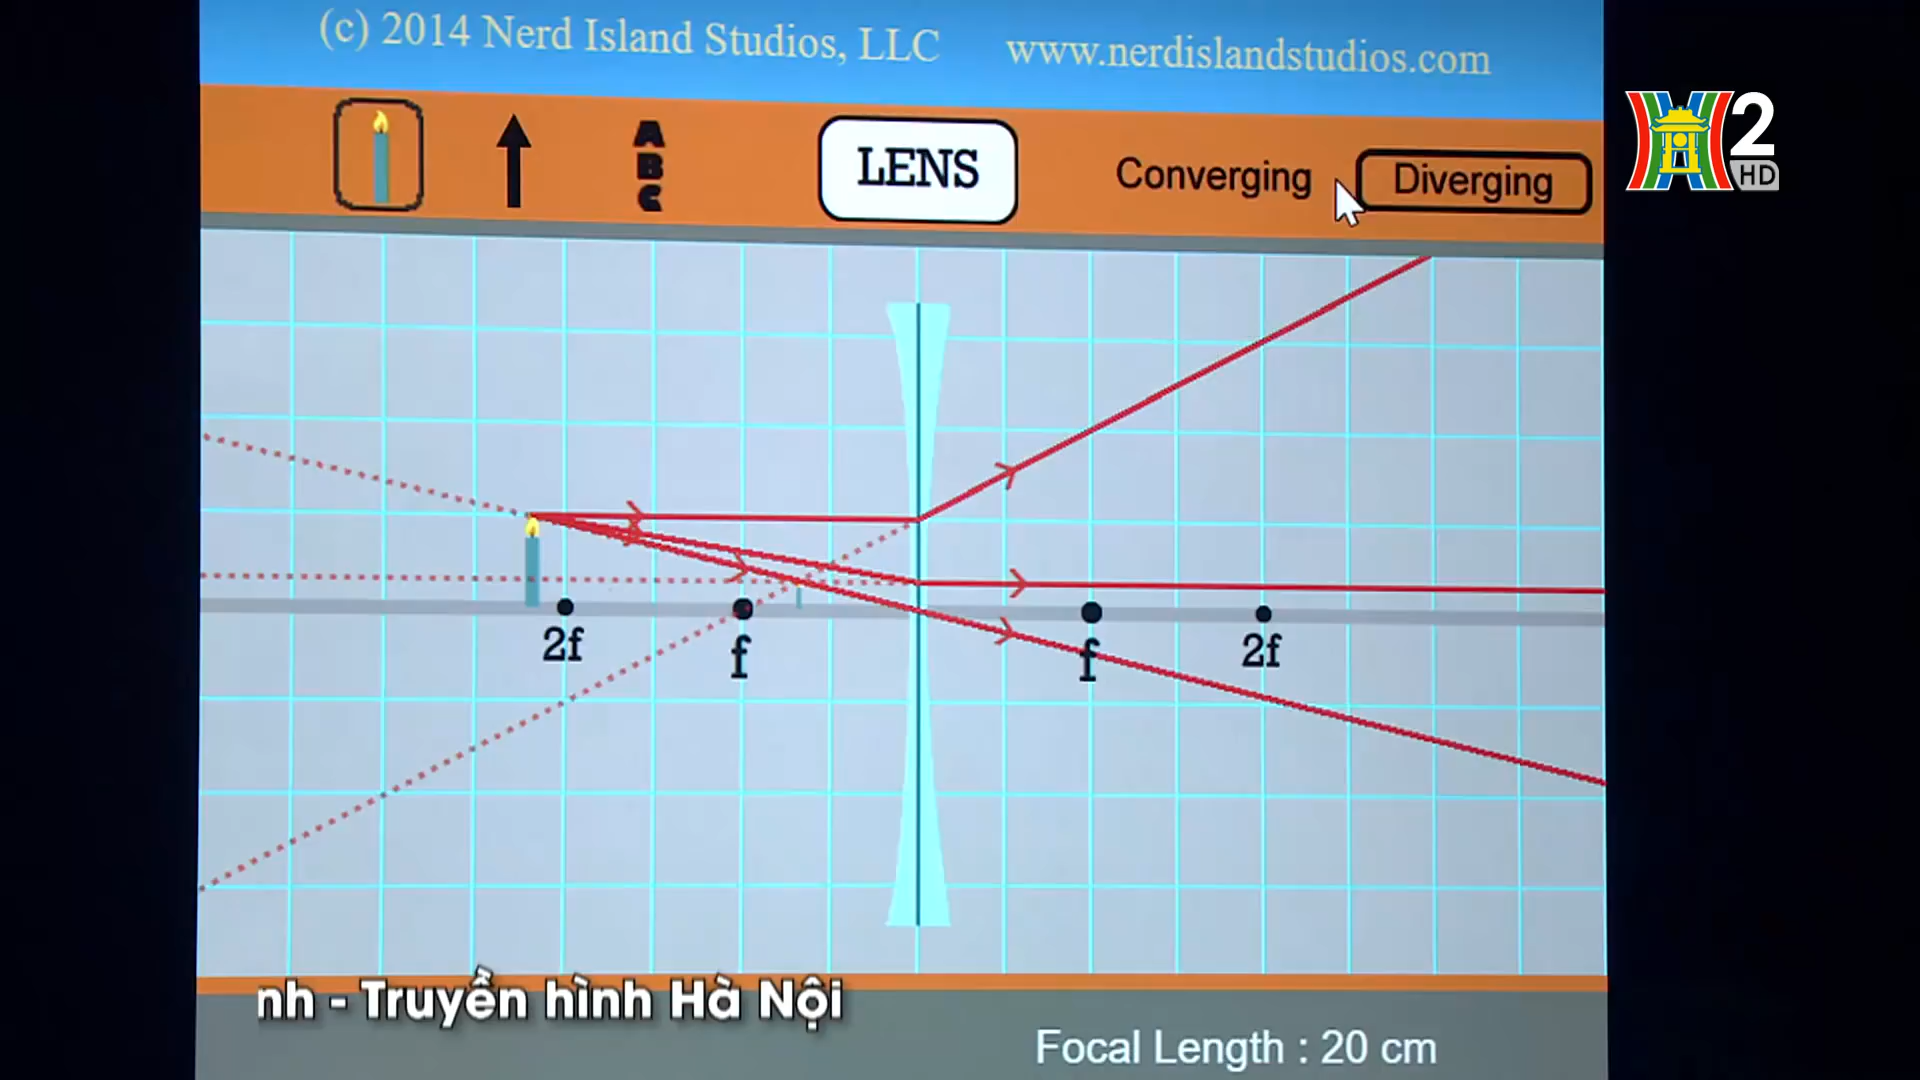 (c) 2014 Nerd Island Studios, LLC www.nerdislandstudios.com
A
B
C
LENS
Converging
Diverging
2
HD
2f
f
f
2f
nh - Truyền hình Hà Nội
Focal Length : 20 cm